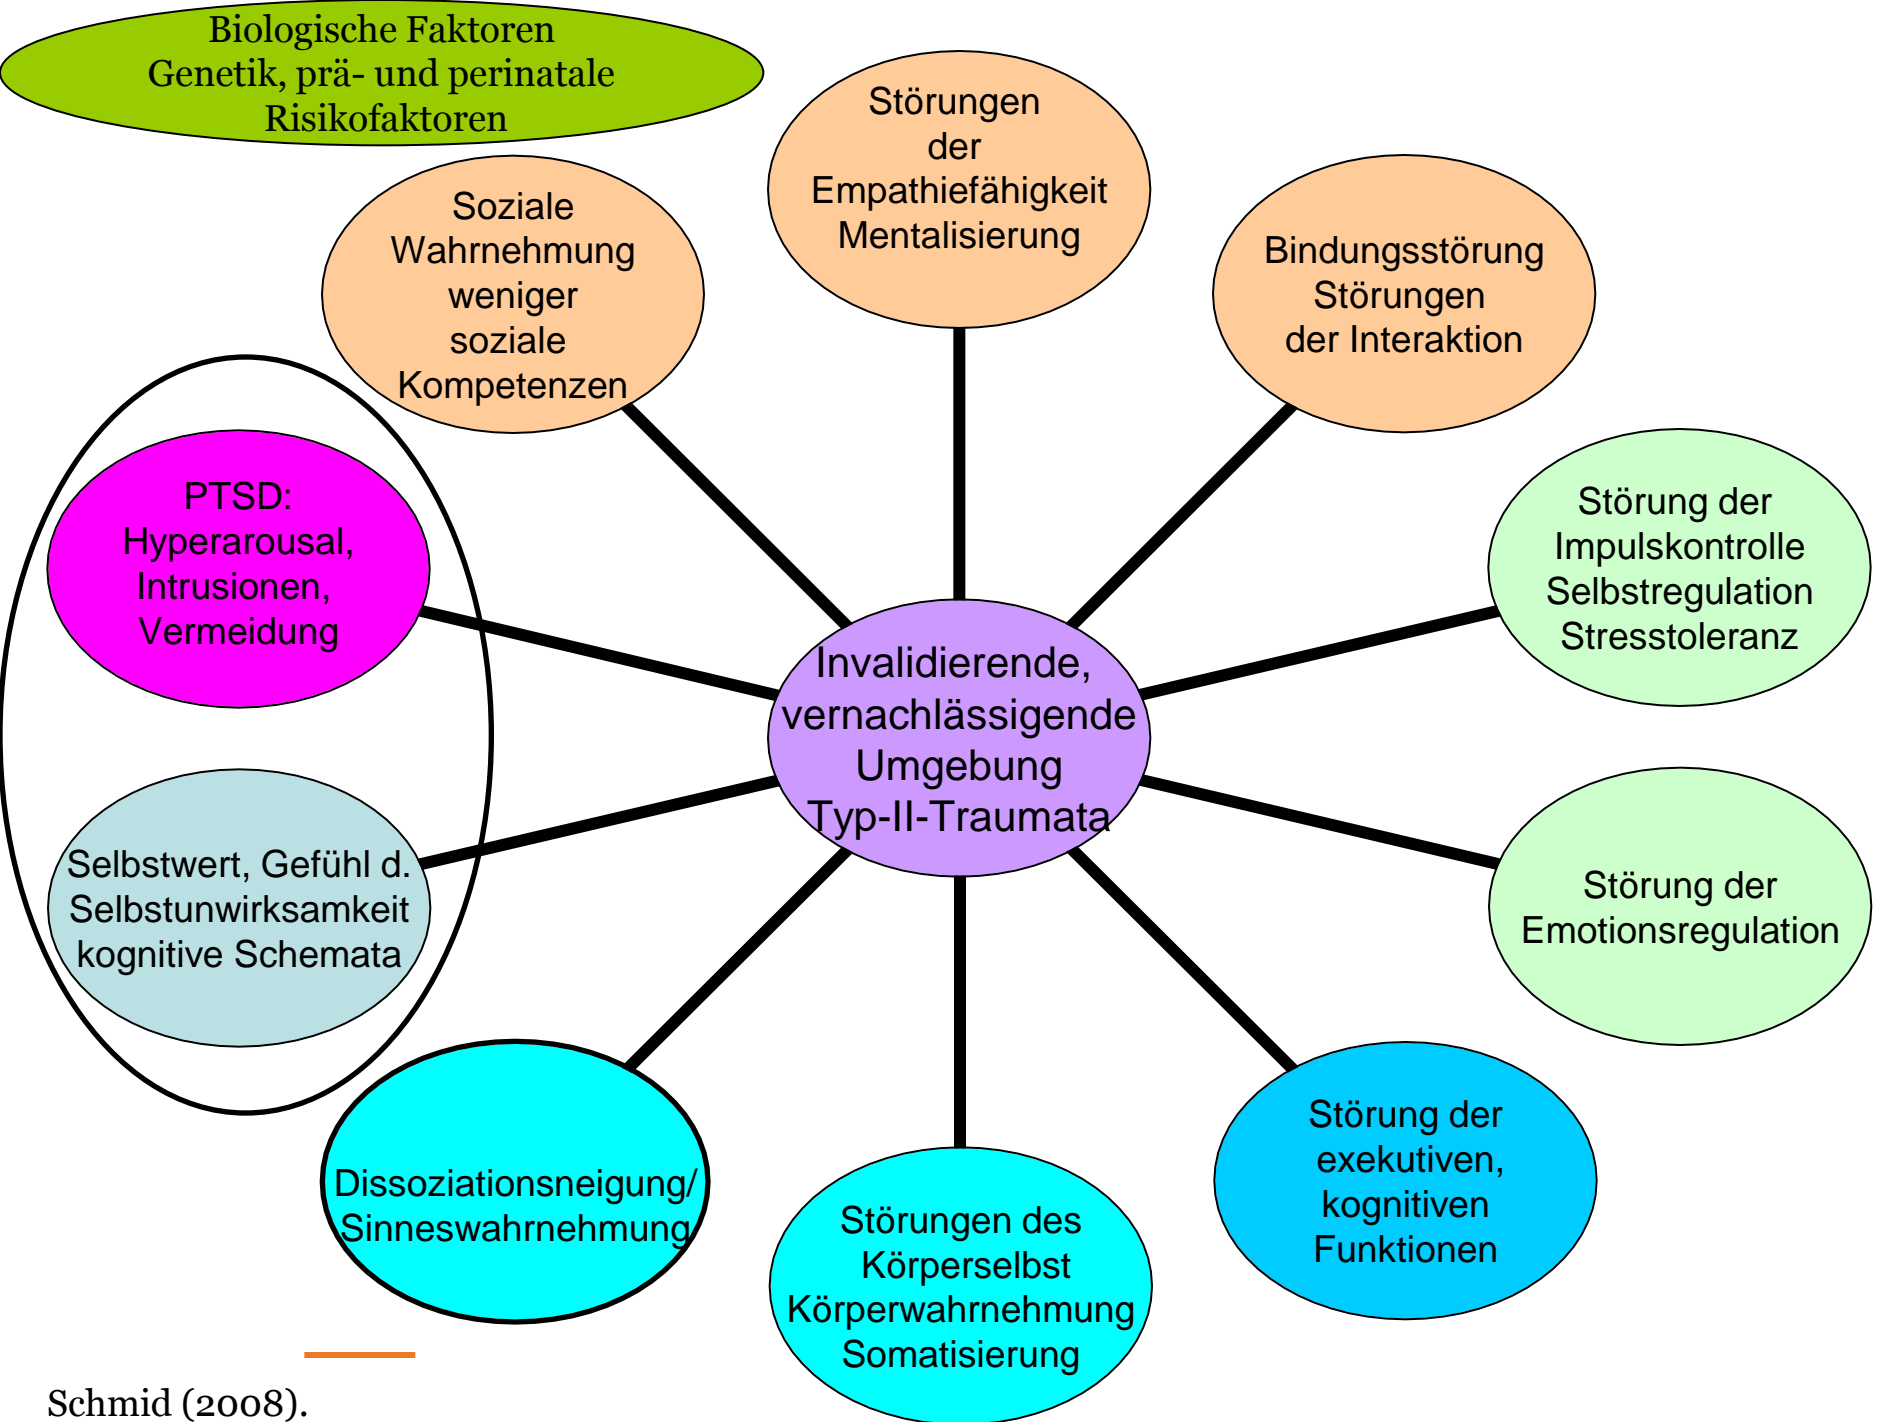 Biologische Faktoren
Genetik, prä- und perinatale
Risikofaktoren
Störungen
der
Empathiefähigkeit
Mentalisierung
Soziale
Wahrnehmung
weniger
soziale
Kompetenzen
Bindungsstörung
Störungen
der Interaktion
PTSD:
Hyperarousal,
Intrusionen,
Vermeidung
Störung der
Impulskontrolle
Selbstregulation
Stresstoleranz
Invalidierende,
vernachlässigende
Umgebung
Typ-II-Traumata
Selbstwert, Gefühl d.
Selbstunwirksamkeit
kognitive Schemata
Störung der
Emotionsregulation
Dissoziationsneigung/
Sinneswahrnehmung
Störungen des
Körperselbst
Körperwahrnehmung
Somatisierung
Störung der
exekutiven,
kognitiven
Funktionen
Schmid (2008).